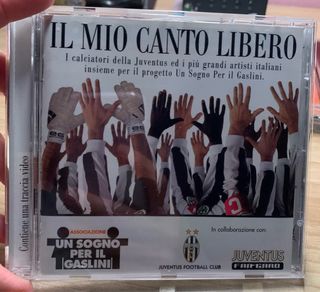 IL MIO CANTO LIBERO
I calciatori della Juventus ed i più grandi artisti italiani
insieme per il progetto Un Sogno Per il Gaslini.
Contiene una traccia video
ASSOCIAZIONE
UN SOGNO
PER IL
GASLINI
JUVENTUS FOOTBALL CLUB
In collaborazione con:
JUVENTUS